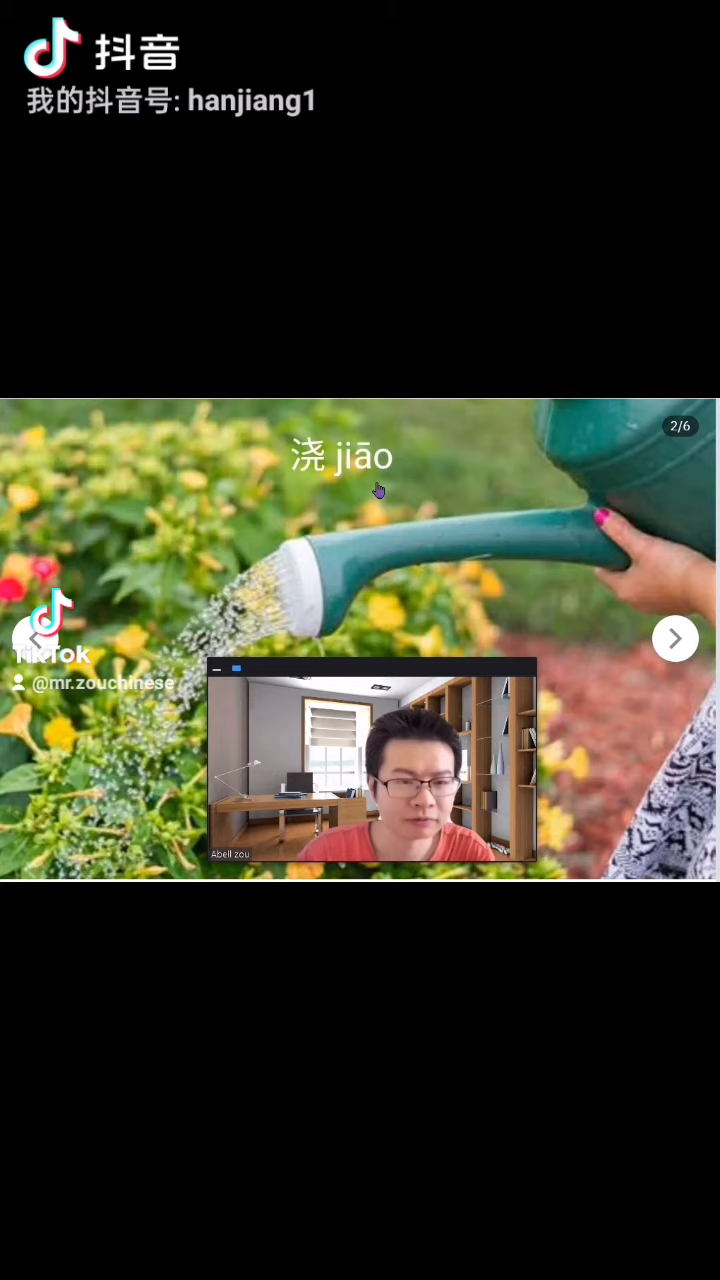 抖音
我的抖音号: hanjiang1
2/6
浇 jiāo
TikTok
@mr.zouchinese
Abell zou